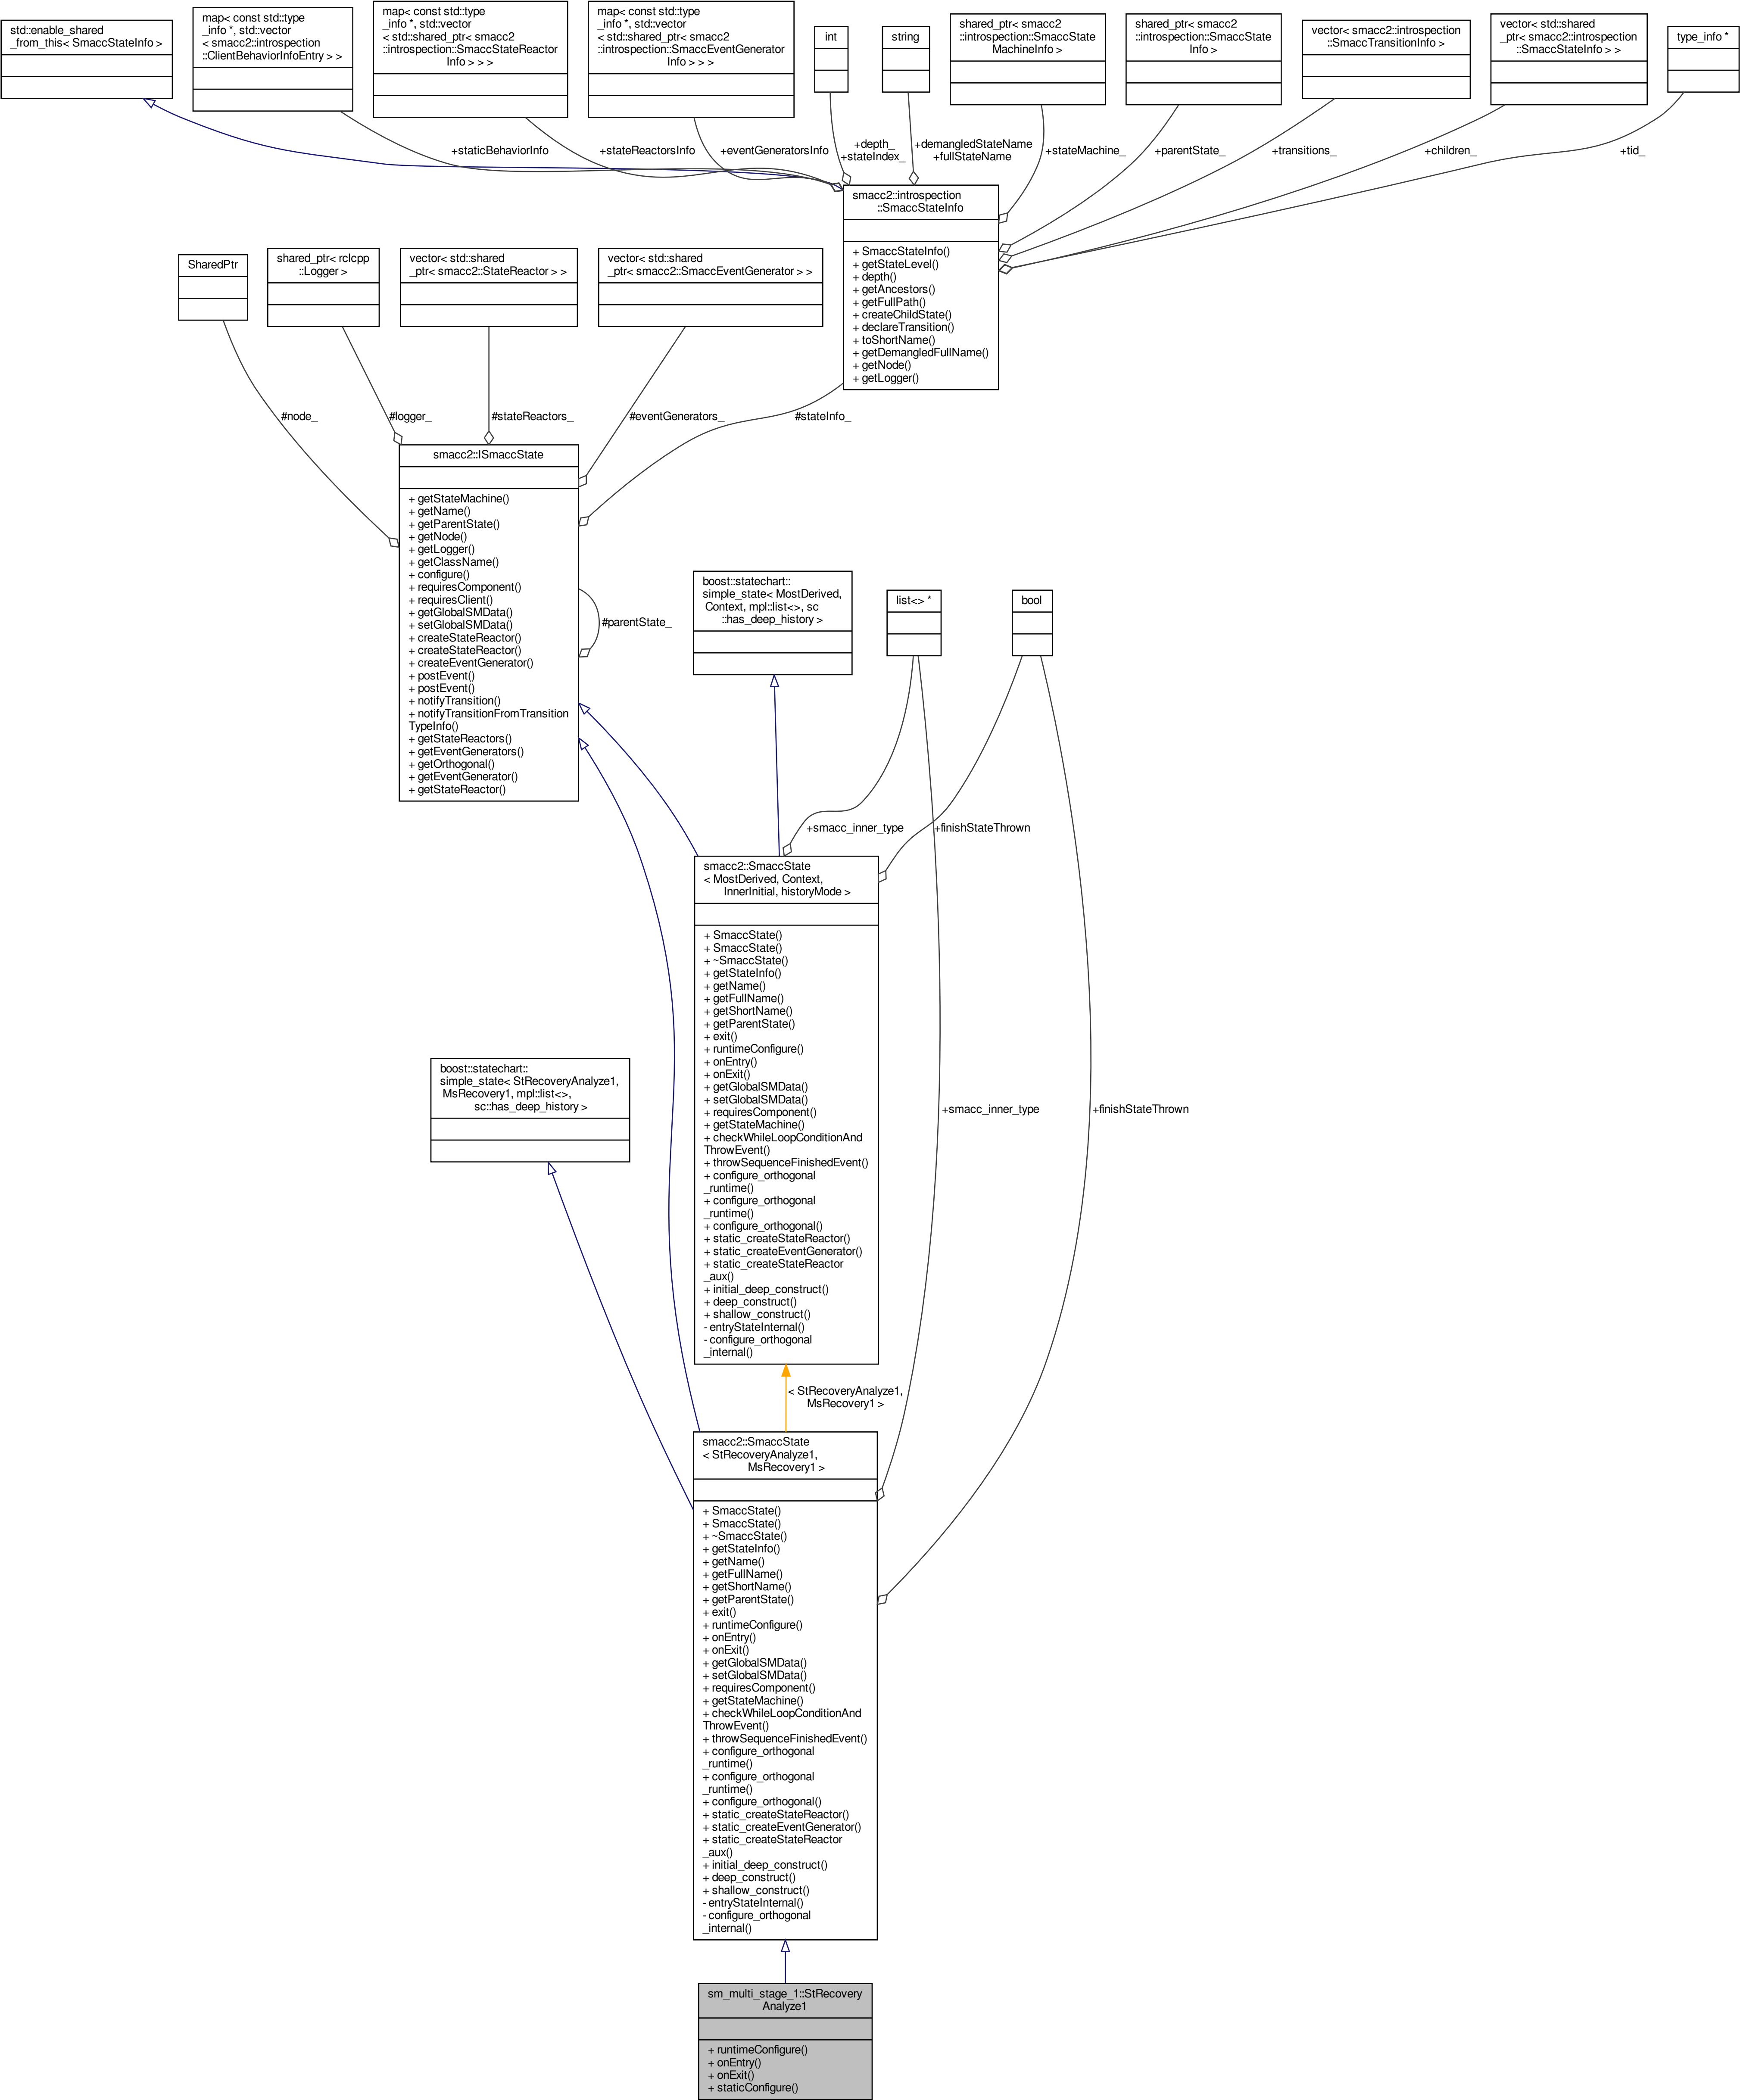 std::enable_shared
_from_this< SmaccStateInfo >
map< const std::type
_info *, std::vector
< smacc2::introspection
::ClientBehaviorInfoEntry > >
map< const std::type
_info *, std::vector
< std::shared_ptr< smacc2
::introspection::SmaccStateReactor
Info > > >
map< const std::type
_info *, std::vector
< std::shared_ptr< smacc2
::introspection::SmaccEventGenerator
Info > > >
int
string
shared_ptr< smacc2
::introspection::SmaccState
MachineInfo >
shared_ptr< smacc2
::introspection::SmaccState
Info >
vector< smacc2::introspection
::SmaccTransitionInfo >
vector< std::shared
_ptr< smacc2::introspection
::SmaccStateInfo > >
type_info *
+staticBehaviorInfo
+stateReactorsInfo
+eventGeneratorsInfo
+depth_
+stateIndex_
+demangledStateName
+fullStateName
+stateMachine_
+parentState_
+transitions_
+children_
+tid_
smacc2::introspection
::SmaccStateInfo
+ SmaccStateInfo()
+ getStateLevel()
+ depth()
+ getAncestors()
+ getFullPath()
+ createChildState()
+ declareTransition()
+ toShortName()
+ getDemangledFullName()
+ getNode()
+ getLogger()
SharedPtr
shared_ptr< rclcpp
::Logger >
vector< std::shared
_ptr< smacc2::StateReactor > >
vector< std::shared
_ptr< smacc2::SmaccEventGenerator > >
#node_
#logger_
#stateReactors_
#eventGenerators_
#stateInfo_
smacc2::ISmaccState
+ getStateMachine()
+ getName()
+ getParentState()
+ getNode()
+ getLogger()
+ getClassName()
+ configure()
+ requiresComponent()
+ requiresClient()
+ getGlobalSMData()
+ setGlobalSMData()
+ createStateReactor()
+ createStateReactor()
+ createEventGenerator()
+ postEvent()
+ postEvent()
+ notifyTransition()
+ notifyTransitionFromTransition
TypeInfo()
+ getStateReactors()
+ getEventGenerators()
+ getOrthogonal()
+ getEventGenerator()
+ getStateReactor()
#parentState_
boost::statechart::
simple_state< MostDerived,
Context, mpl::list<>, sc
::has_deep_history >
list<> *
bool
+smacc_inner_type
+finishStateThrown
smacc2::SmaccState
< MostDerived, Context,
InnerInitial, historyMode >
+ SmaccState()
+ SmaccState()
+ ~SmaccState()
+ getStateInfo()
+ getName()
+ getFullName()
+ getShortName()
+ getParentState()
+ exit()
+ runtimeConfigure()
+ onEntry()
+ onExit()
+ getGlobalSMData()
+ setGlobalSMData()
+ requiresComponent()
+ getStateMachine()
+ checkWhileLoopConditionAnd
ThrowEvent()
+ throwSequenceFinishedEvent()
+ configure_orthogonal
_runtime()
+ configure_orthogonal
_runtime()
+ configure_orthogonal()
+ static_createStateReactor()
+ static_createEventGenerator()
+ static_createStateReactor
_aux()
+ initial_deep_construct()
+ deep_construct()
+ shallow_construct()
- entryStateInternal()
- configure_orthogonal
_internal()
boost::statechart::
simple_state< StRecoveryAnalyze1,
MsRecovery1, mpl::list<>,
sc::has_deep_history >
+smacc_inner_type
+finishStateThrown
< StRecoveryAnalyze1,
MsRecovery1 >
smacc2::SmaccState
< StRecoveryAnalyze1,
MsRecovery1 >
+ SmaccState()
+ SmaccState()
+ ~SmaccState()
+ getStateInfo()
+ getName()
+ getFullName()
+ getShortName()
+ getParentState()
+ exit()
+ runtimeConfigure()
+ onEntry()
+ onExit()
+ getGlobalSMData()
+ setGlobalSMData()
+ requiresComponent()
+ getStateMachine()
+ checkWhileLoopConditionAnd
ThrowEvent()
+ throwSequenceFinishedEvent()
+ configure_orthogonal
_runtime()
+ configure_orthogonal
_runtime()
+ configure_orthogonal()
+ static_createStateReactor()
+ static_createEventGenerator()
+ static_createStateReactor
_aux()
+ initial_deep_construct()
+ deep_construct()
+ shallow_construct()
- entryStateInternal()
- configure_orthogonal
_internal()
sm_multi_stage_1::StRecovery
Analyze1
+ runtimeConfigure()
+ onEntry()
+ onExit()
+ staticConfigure()